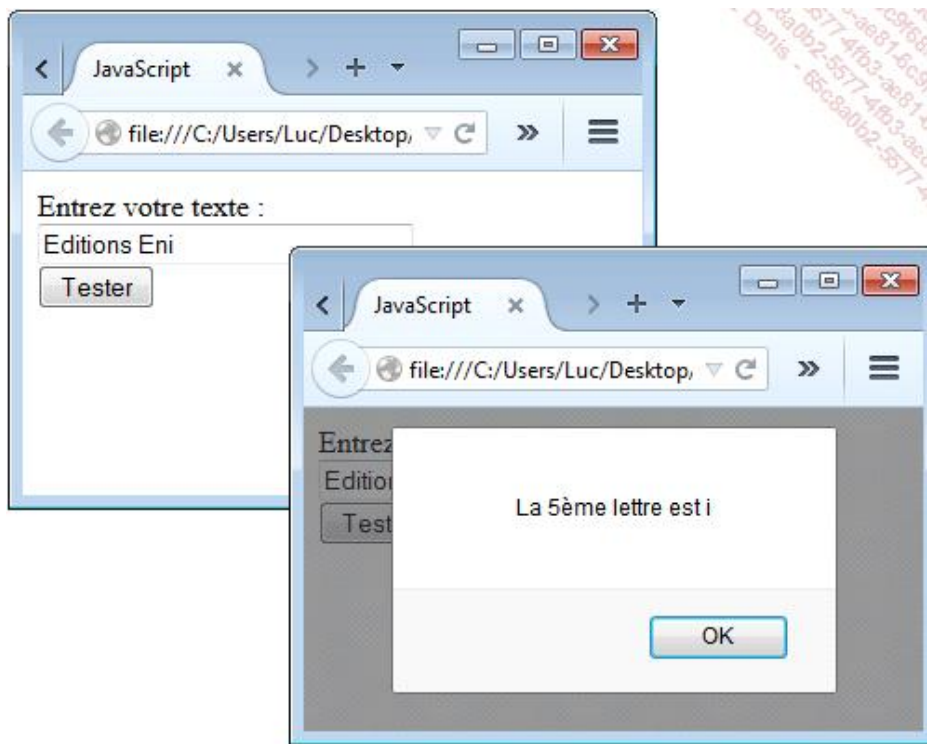 JavaScript
file:///C:/Users/Luc/Desktop/
Entrez votre texte :
Editions Eni
Tester
JavaScript
file:///C:/Users/Luc/Desktop/
Entrez
Edition
Test
La 5ème lettre est i
OK